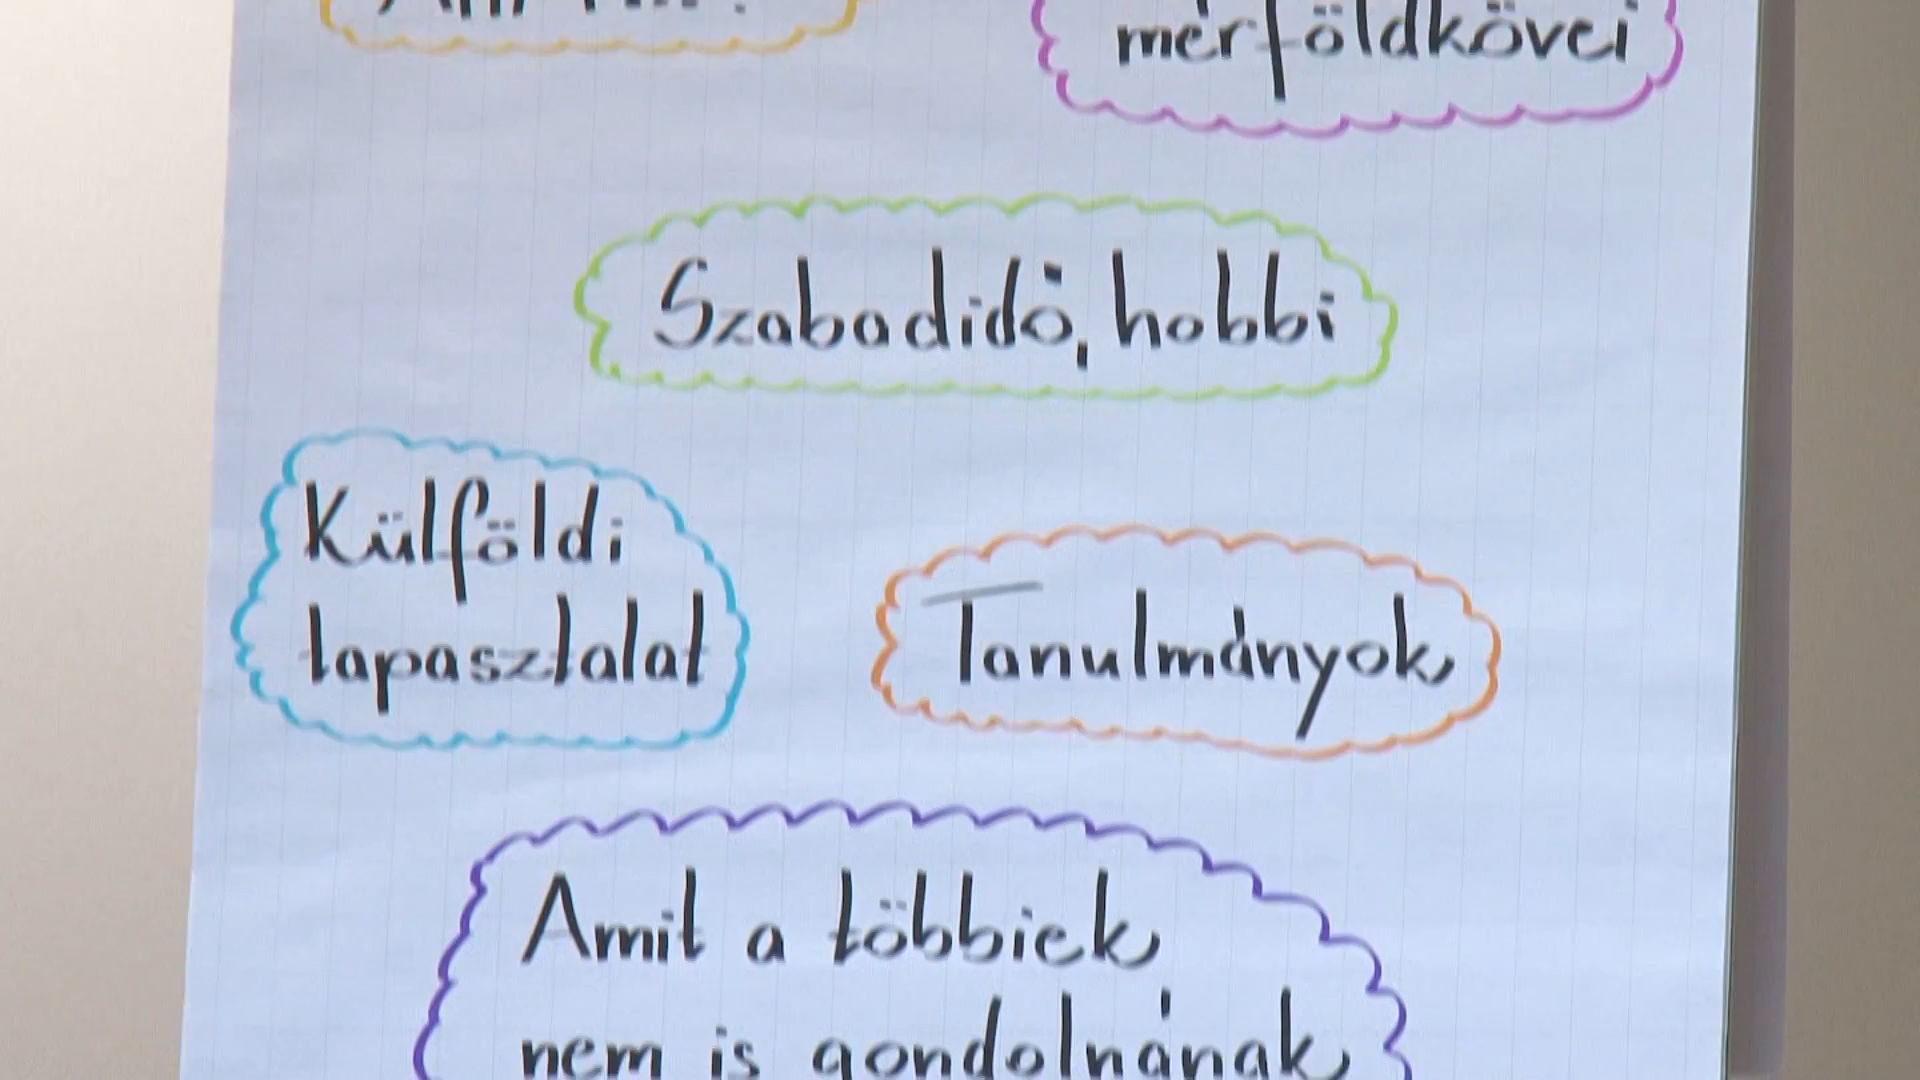 mérföldkövei
Szabadidő, hobbi
Külföldi
tapasztalat
Tanulmányok
Amit a többiek
nem is gondolnának